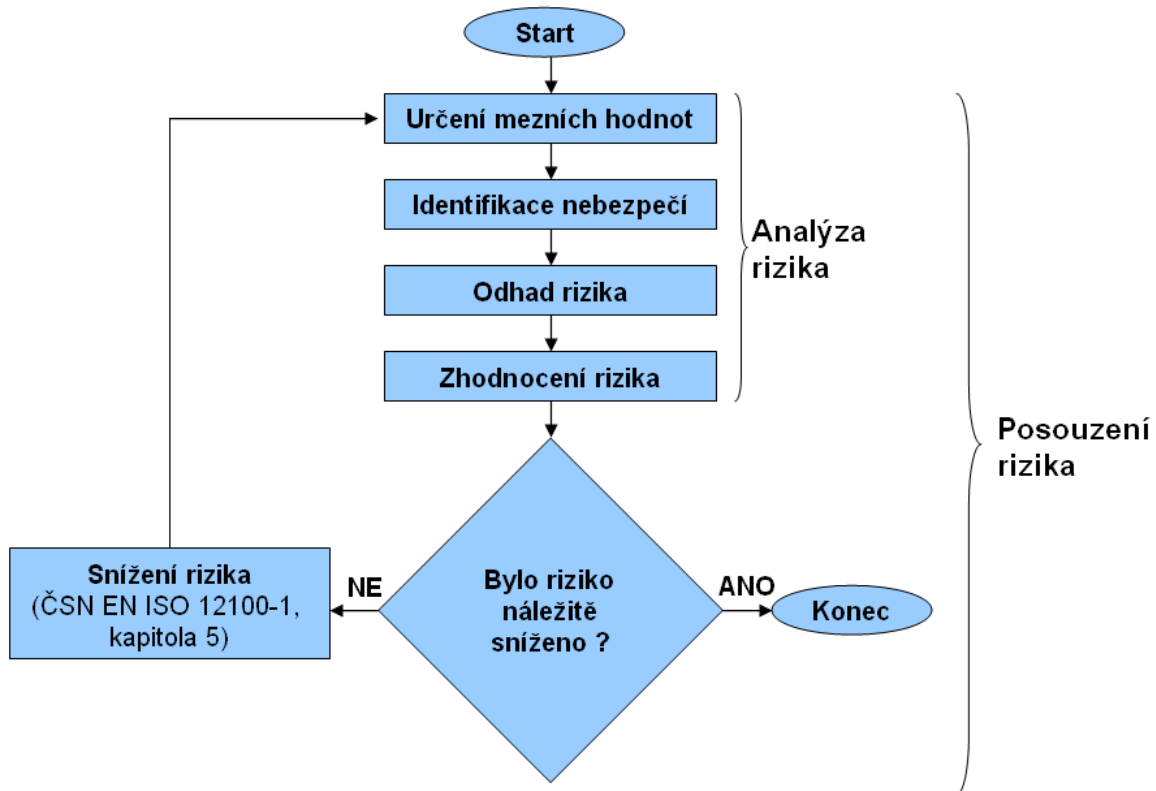 Start
Určení mezních hodnot
Identifikace nebezpečí
Odhad rizika
Zhodnocení rizika
Analýza
rizika
Posouzení
rizika
Snížení rizika
(ČSN EN ISO 12100-1,
kapitola 5)
NE
Bylo riziko
náležitě
sníženo ?
ANO
Konec